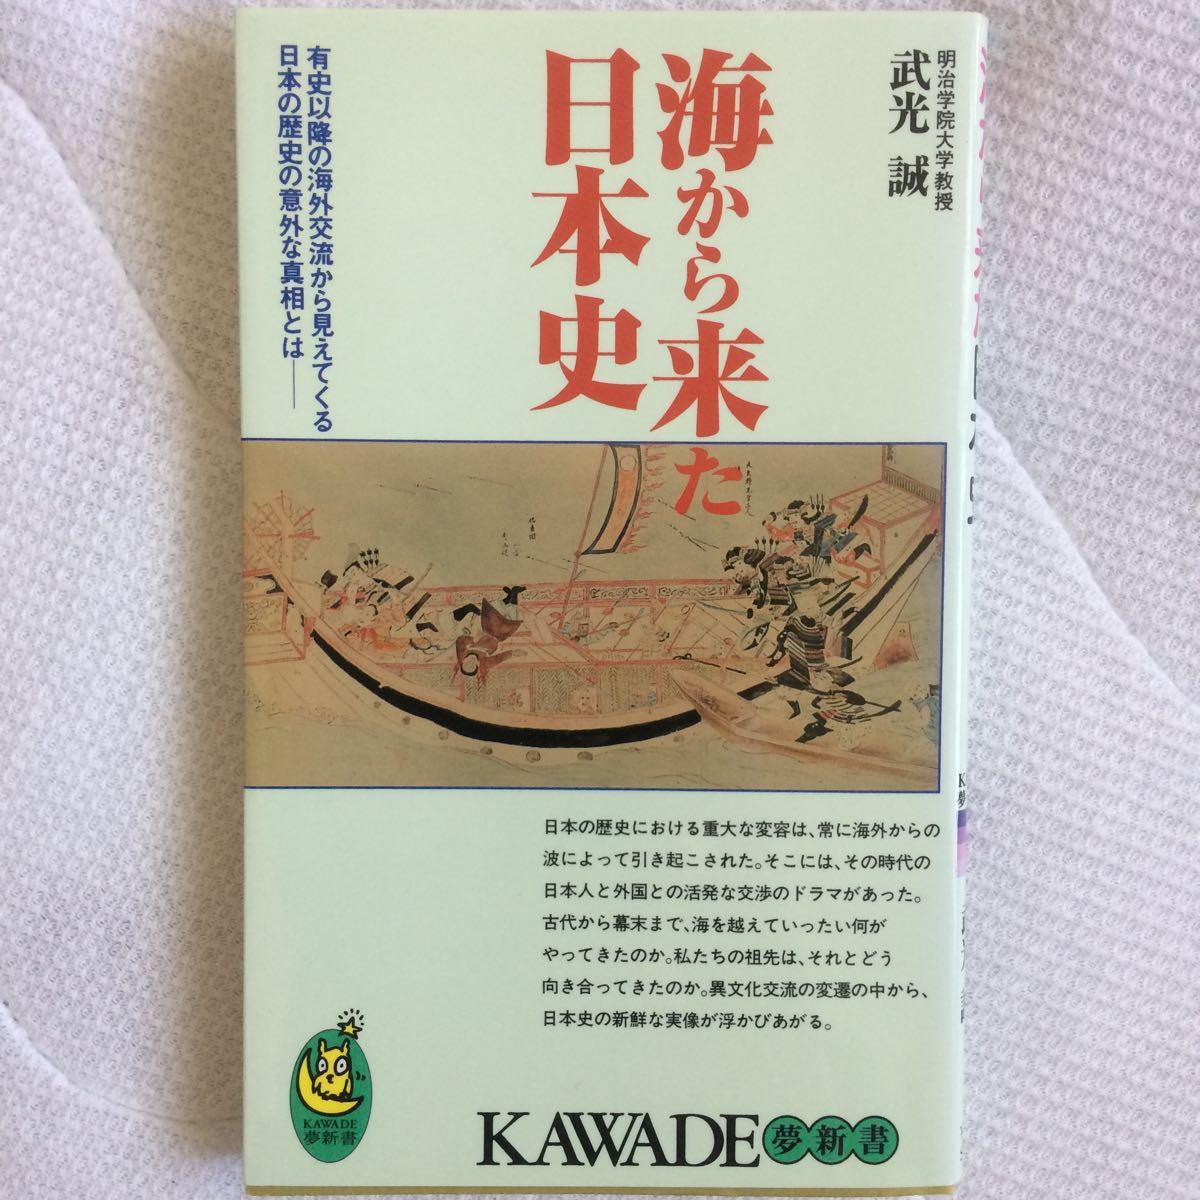 明治学院大学教授
武光 誠
海から来た
日本史
有史以降の海外交流から見えてくる
日本の歴史の意外な真相とは──
日本の歴史における重大な変容は、常に海外からの
波によって引き起こされた。そこには、その時代の
日本人と外国との活発な交渉のドラマがあった。
古代から幕末まで、海を越えていったい何が
やってきたのか。私たちの祖先は、それとどう
向き合ってきたのか。異文化交流の変遷の中から、
日本史の新鮮な実像が浮かびあがる。
KAWADE
夢新書
KAWADE夢新書